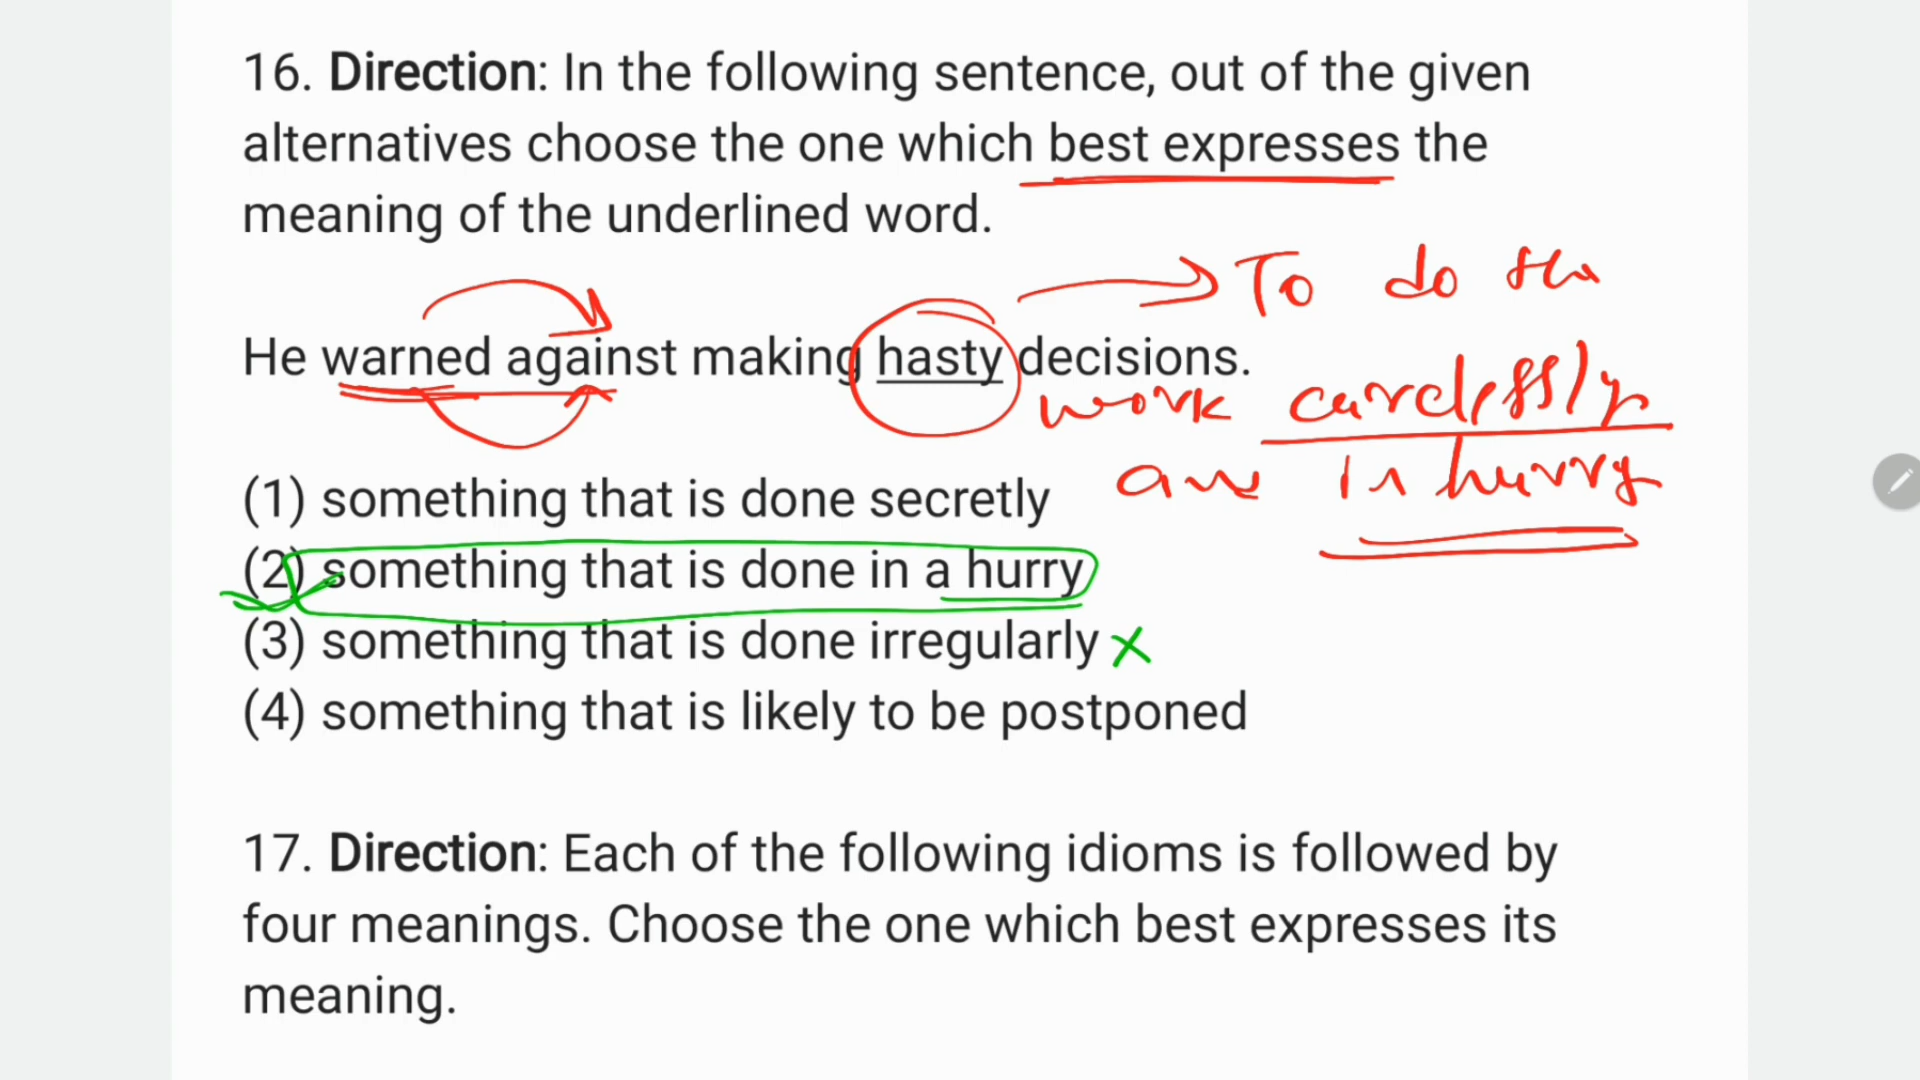 16. Direction: In the following sentence, out of the given
alternatives choose the one which best expresses the
meaning of the underlined word.
To do the
He warned against making hasty decisions.
work carelessly
(1) something that is done secretly
in hurry
(2) something that is done in a hurry
(3) something that is done irregularly
(4) something that is likely to be postponed
17. Direction: Each of the following idioms is followed by
four meanings. Choose the one which best expresses its
meaning.